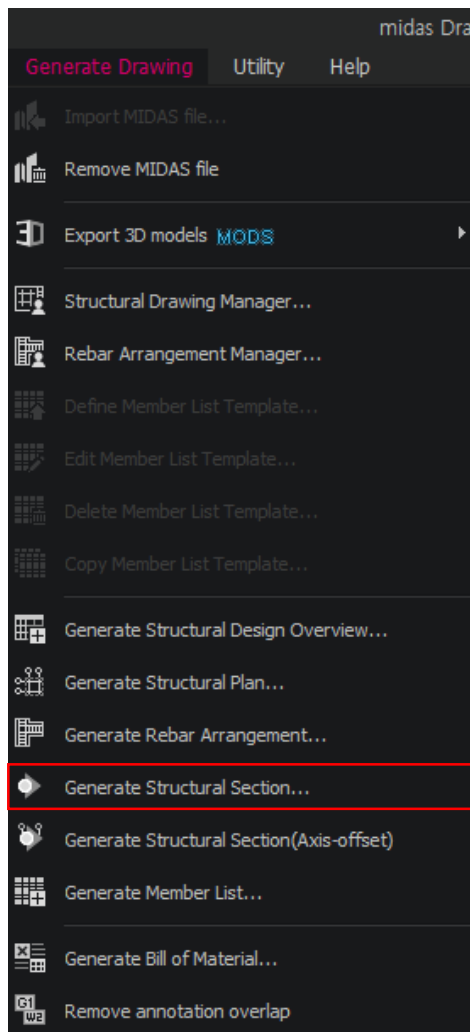 midas Dra
Generate Drawing Utility Help
Import MIDAS file...
Remove MIDAS file
Export 3D models MODS
Structural Drawing Manager...
Rebar Arrangement Manager...
Define Member List Template...
Edit Member List Template...
Delete Member List Template...
Copy Member List Template...
Generate Structural Design Overview...
Generate Structural Plan...
Generate Rebar Arrangement...
Generate Structural Section...
Generate Structural Section(Axis-offset)
Generate Member List...
Generate Bill of Material...
G1
W2 Remove annotation overlap